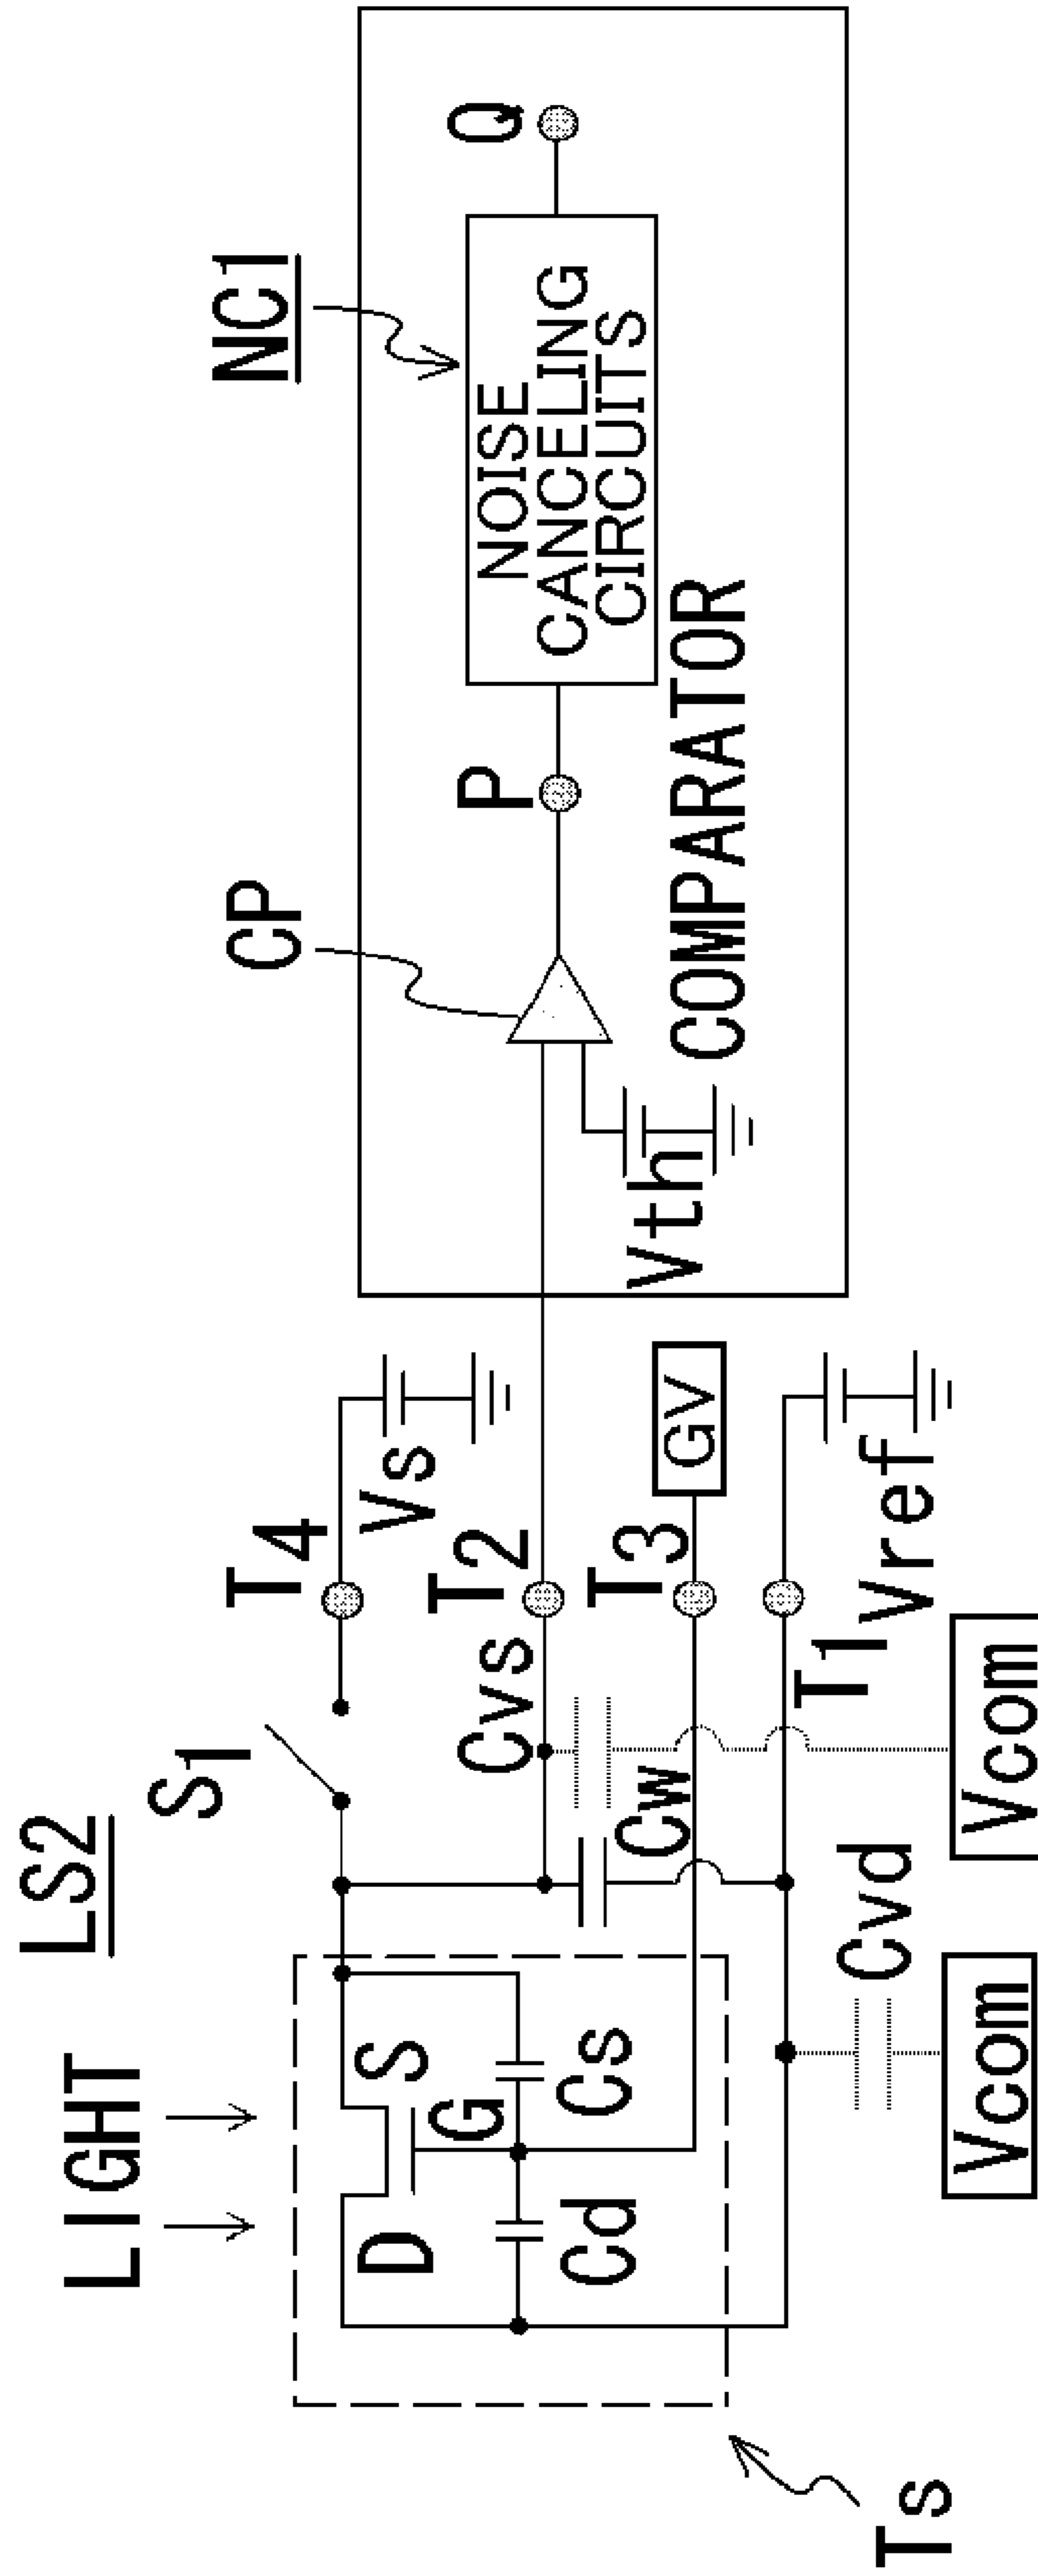 LS2
LIGHT
S1
T4
Vs
CP
NC1
D
S
G
Cd
Cs
Cvs
Cw
T2
T3
GV
P
Q
NOISE
CANCELING
CIRCUITS
Vth
COMPARATOR
T1
Vref
Cvd
Vcom
Vcom
Ts